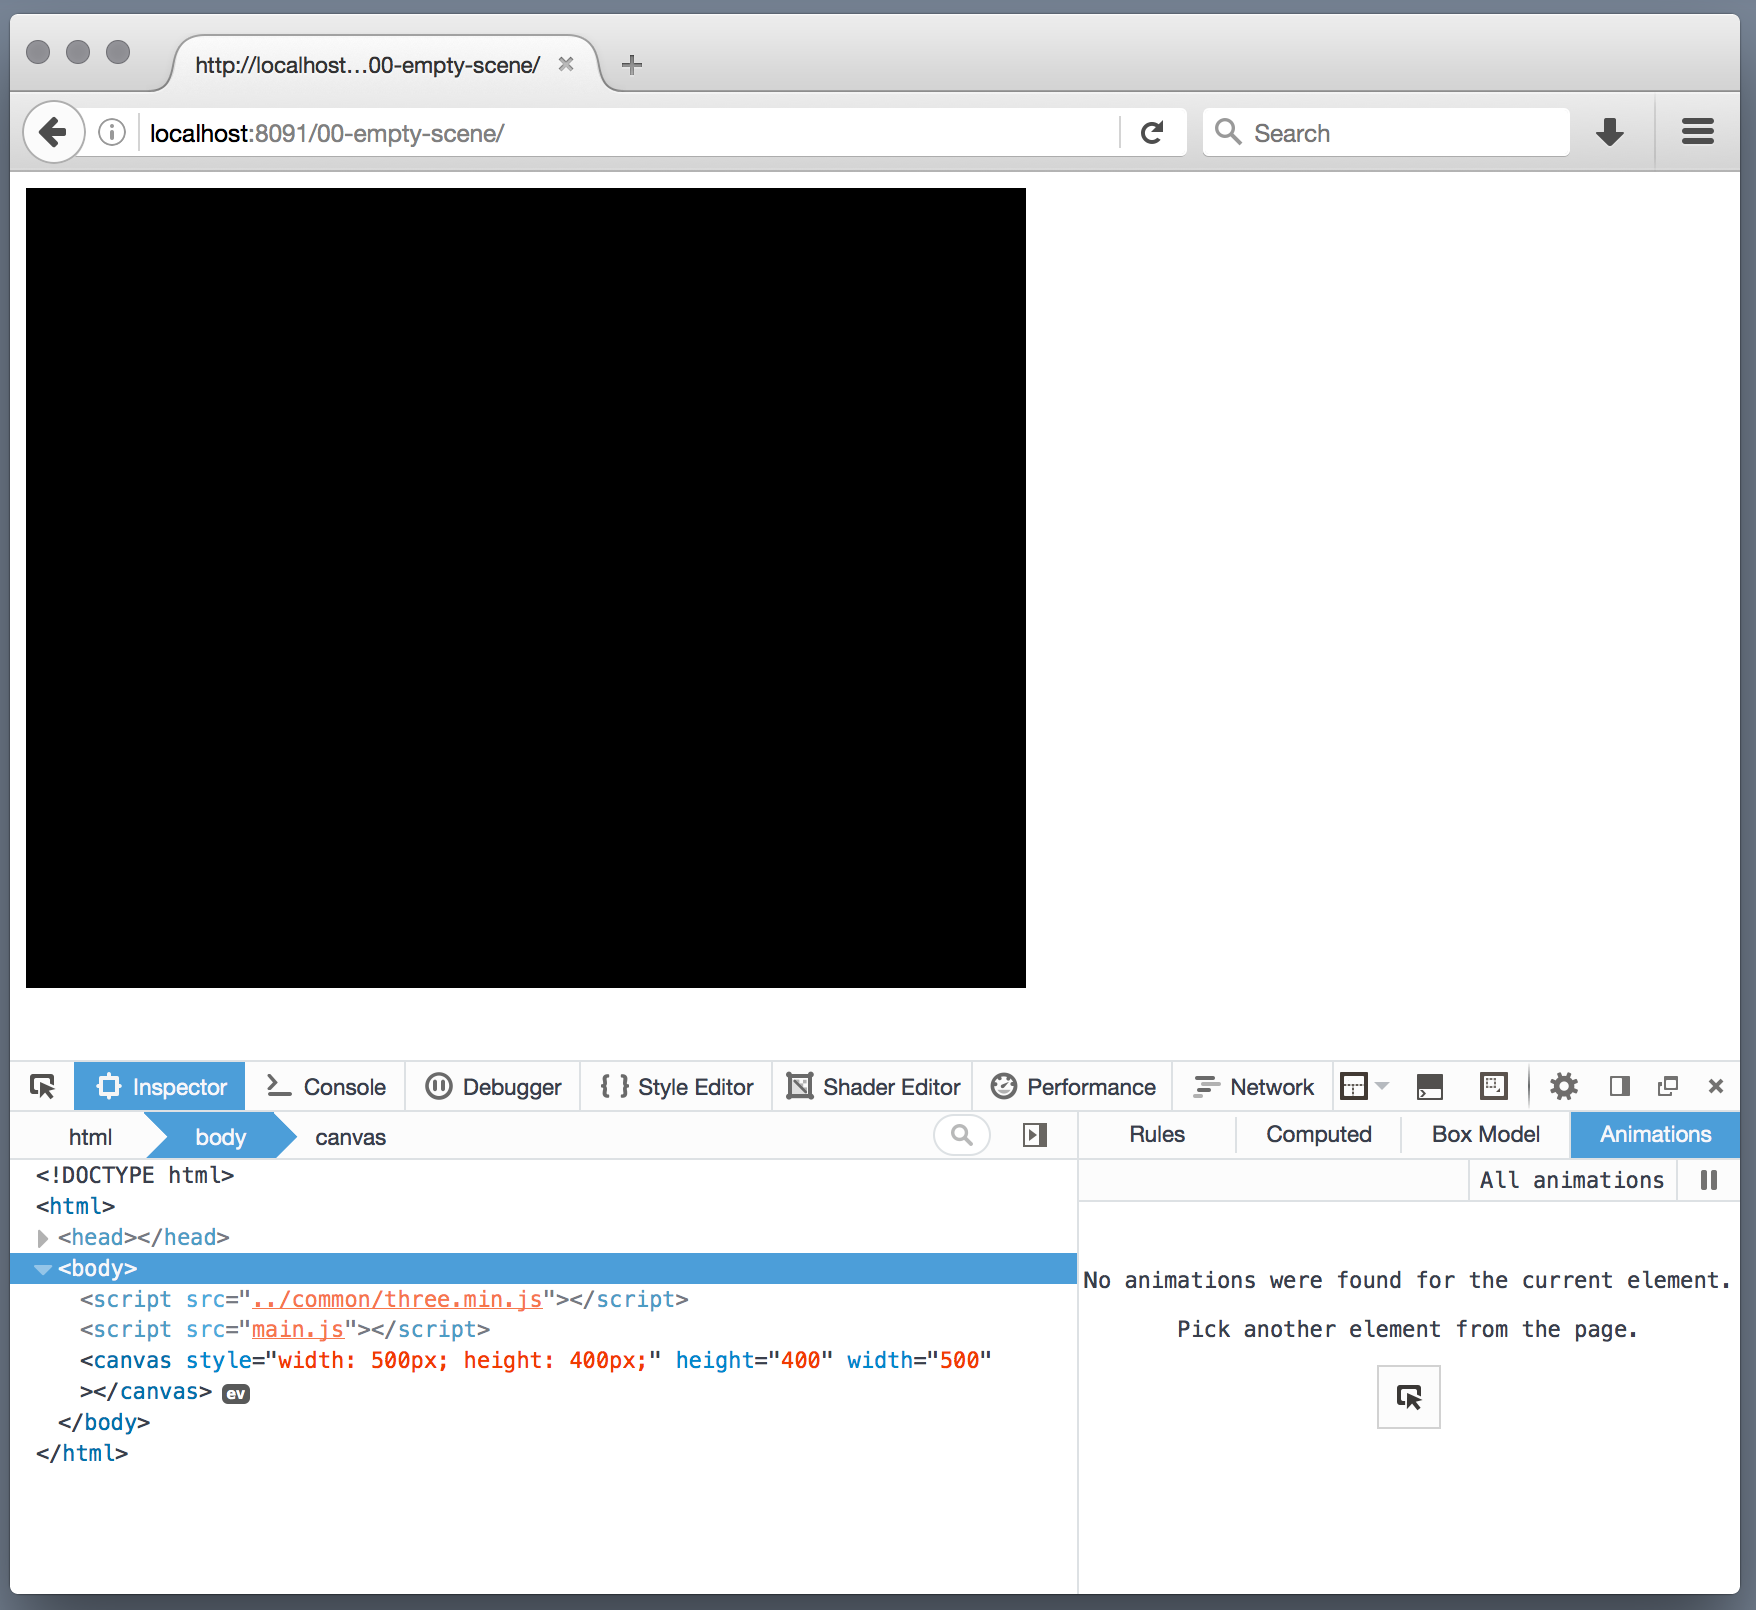 http://localhost...00-empty-scene/
localhost:8091/00-empty-scene/
Search
Inspector Console Debugger { } Style Editor Shader Editor Performance Network
html body canvas
Rules Computed Box Model Animations
<!DOCTYPE html>
<html>
<head></head>
<body>
<script src="../common/three.min.js"></script>
<script src="main.js"></script>
<canvas style="width: 500px; height: 400px;" height="400" width="500"
></canvas> ev
</body>
</html>
All animations
No animations were found for the current element.
Pick another element from the page.